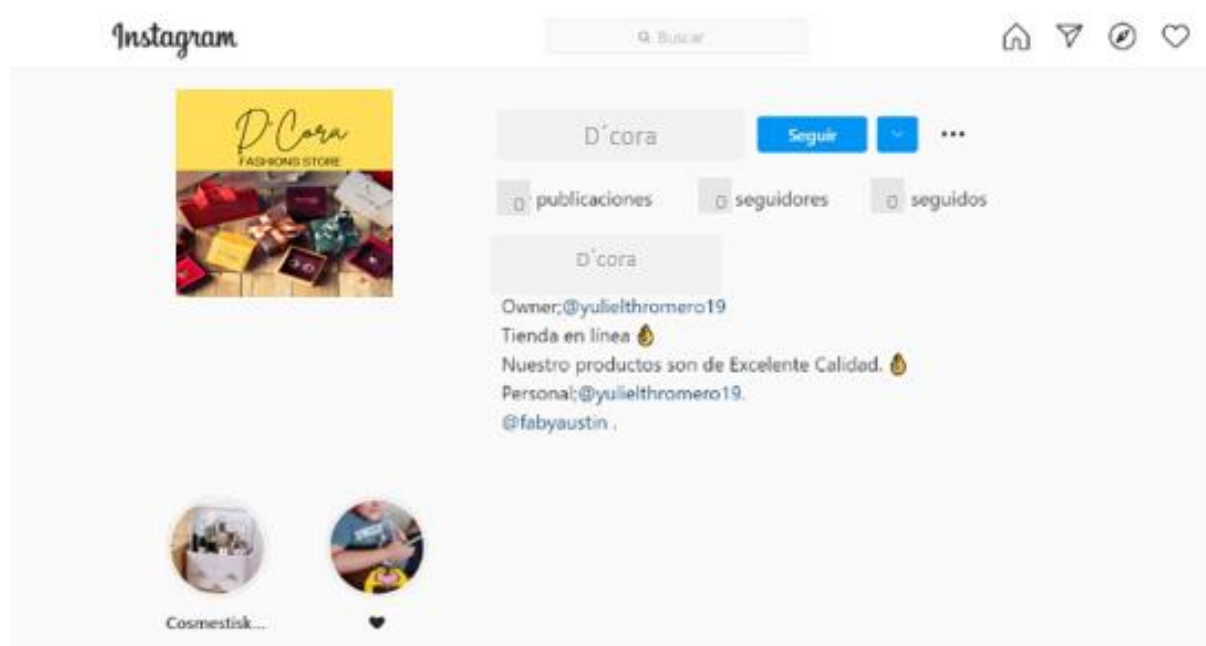 Instagram
Buscar
D'Cora
FASHIONS STORE
D´cora
Seguir
0 publicaciones 0 seguidores 0 seguidos
D´cora
Owner;@yulielthromero19
Tienda en línea
Nuestro productos son de Excelente Calidad.
Personal;@yulielthromero19.
@fabyaustin .
Cosmestisk...